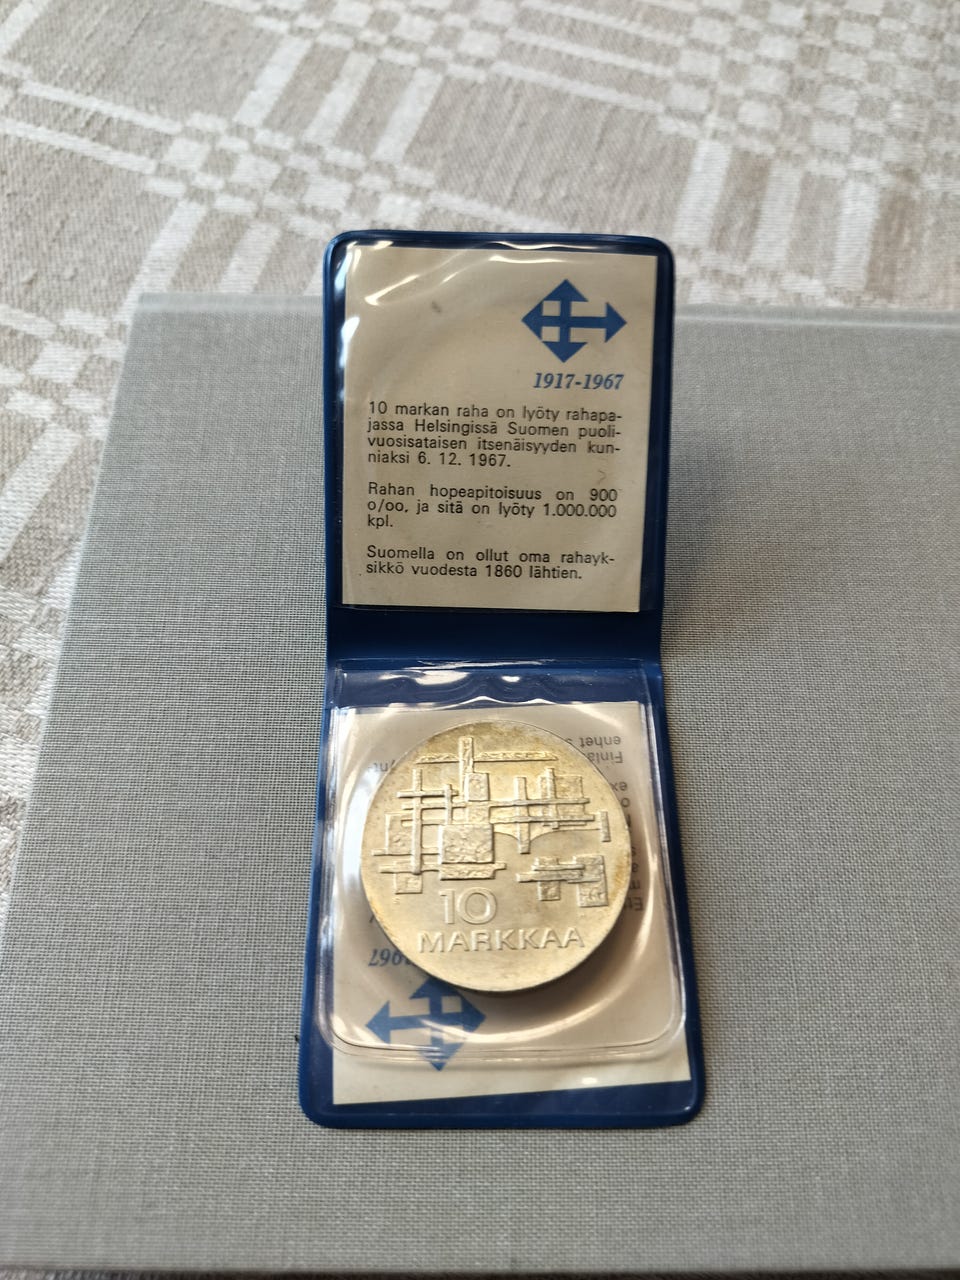 1917-1967
10 markan raha on lyöty rahapa-
jassa Helsingissä Suomen puoli-
vuosisataisen itsenäisyyden kun-
niaksi 6. 12. 1967.
Rahan hopeapitoisuus on 900
o/oo, ja sitä on lyöty 1.000.000
kpl.
Suomella on ollut oma rahayk-
sikkö vuodesta 1860 lähtien.
enhet s
Finla
10
MARKKAA